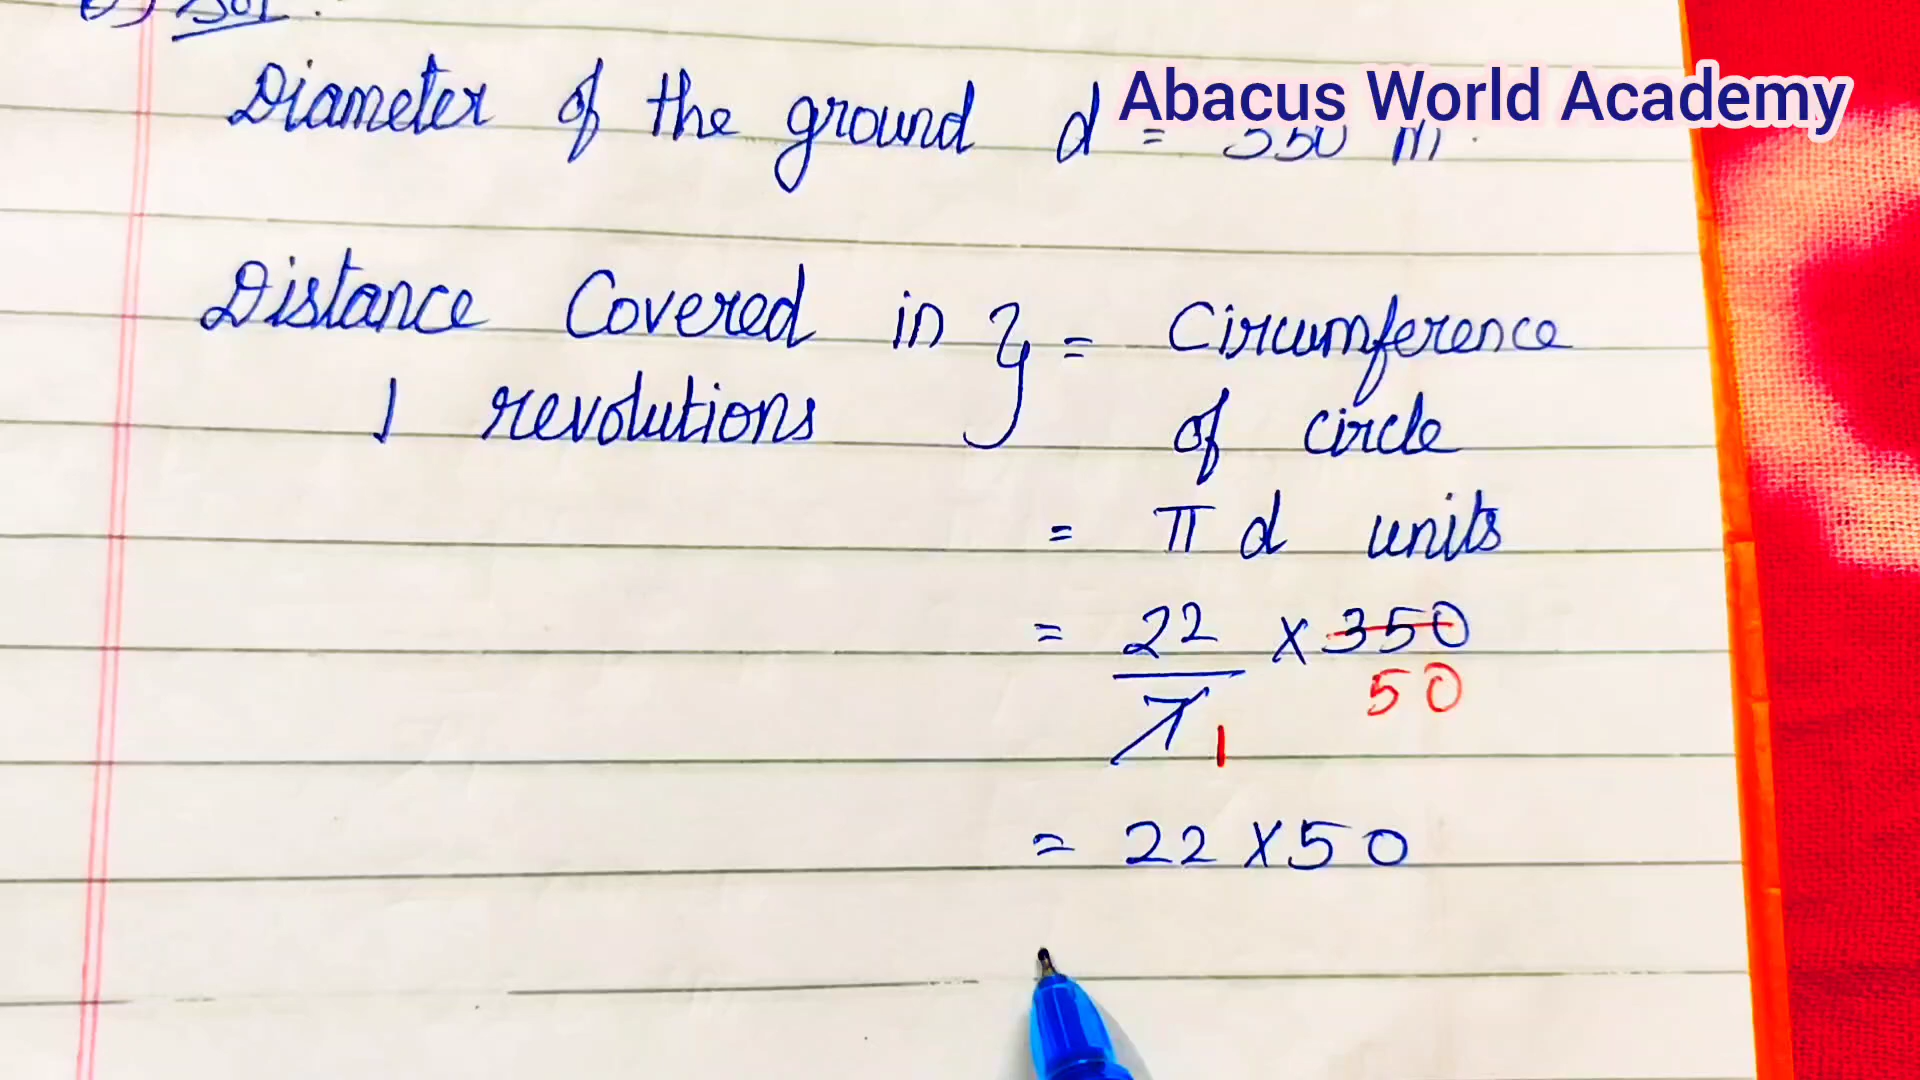 Abacus World Academy
Diameter of the ground d = 350 m.
Distance Covered in } = Circumference
1 revolutions of circle
= π d units
= 22/7 × 350
1 50
= 22 × 50